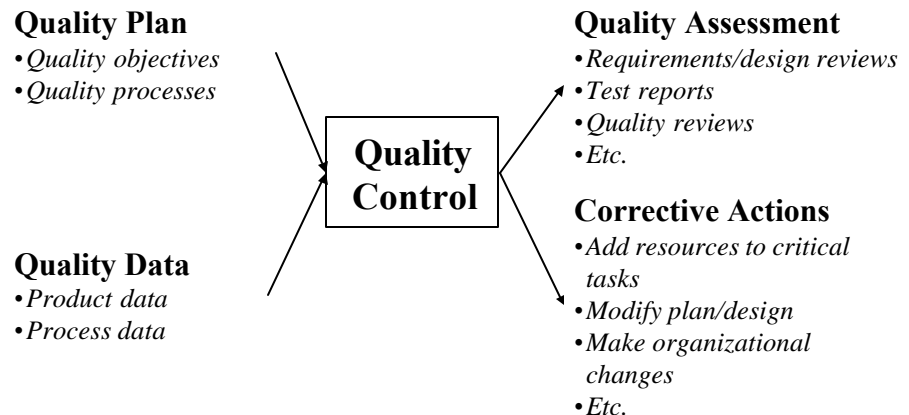 Quality Plan
•Quality objectives
•Quality processes
Quality Data
•Product data
•Process data
Quality
Control
Quality Assessment
•Requirements/design reviews
•Test reports
•Quality reviews
•Etc.
Corrective Actions
•Add resources to critical
tasks
•Modify plan/design
•Make organizational
changes
•Etc.